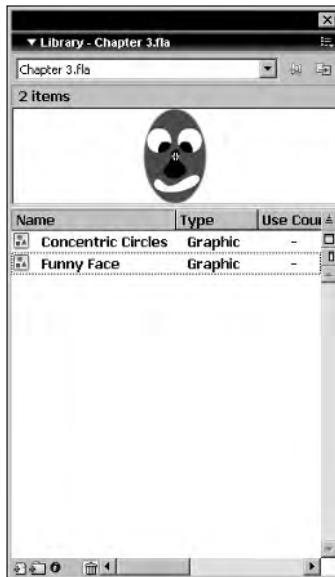 Library - Chapter 3.fla
Chapter 3.fla
2 items
Name Type Use Cou
Concentric Circles Graphic -
Funny Face Graphic -